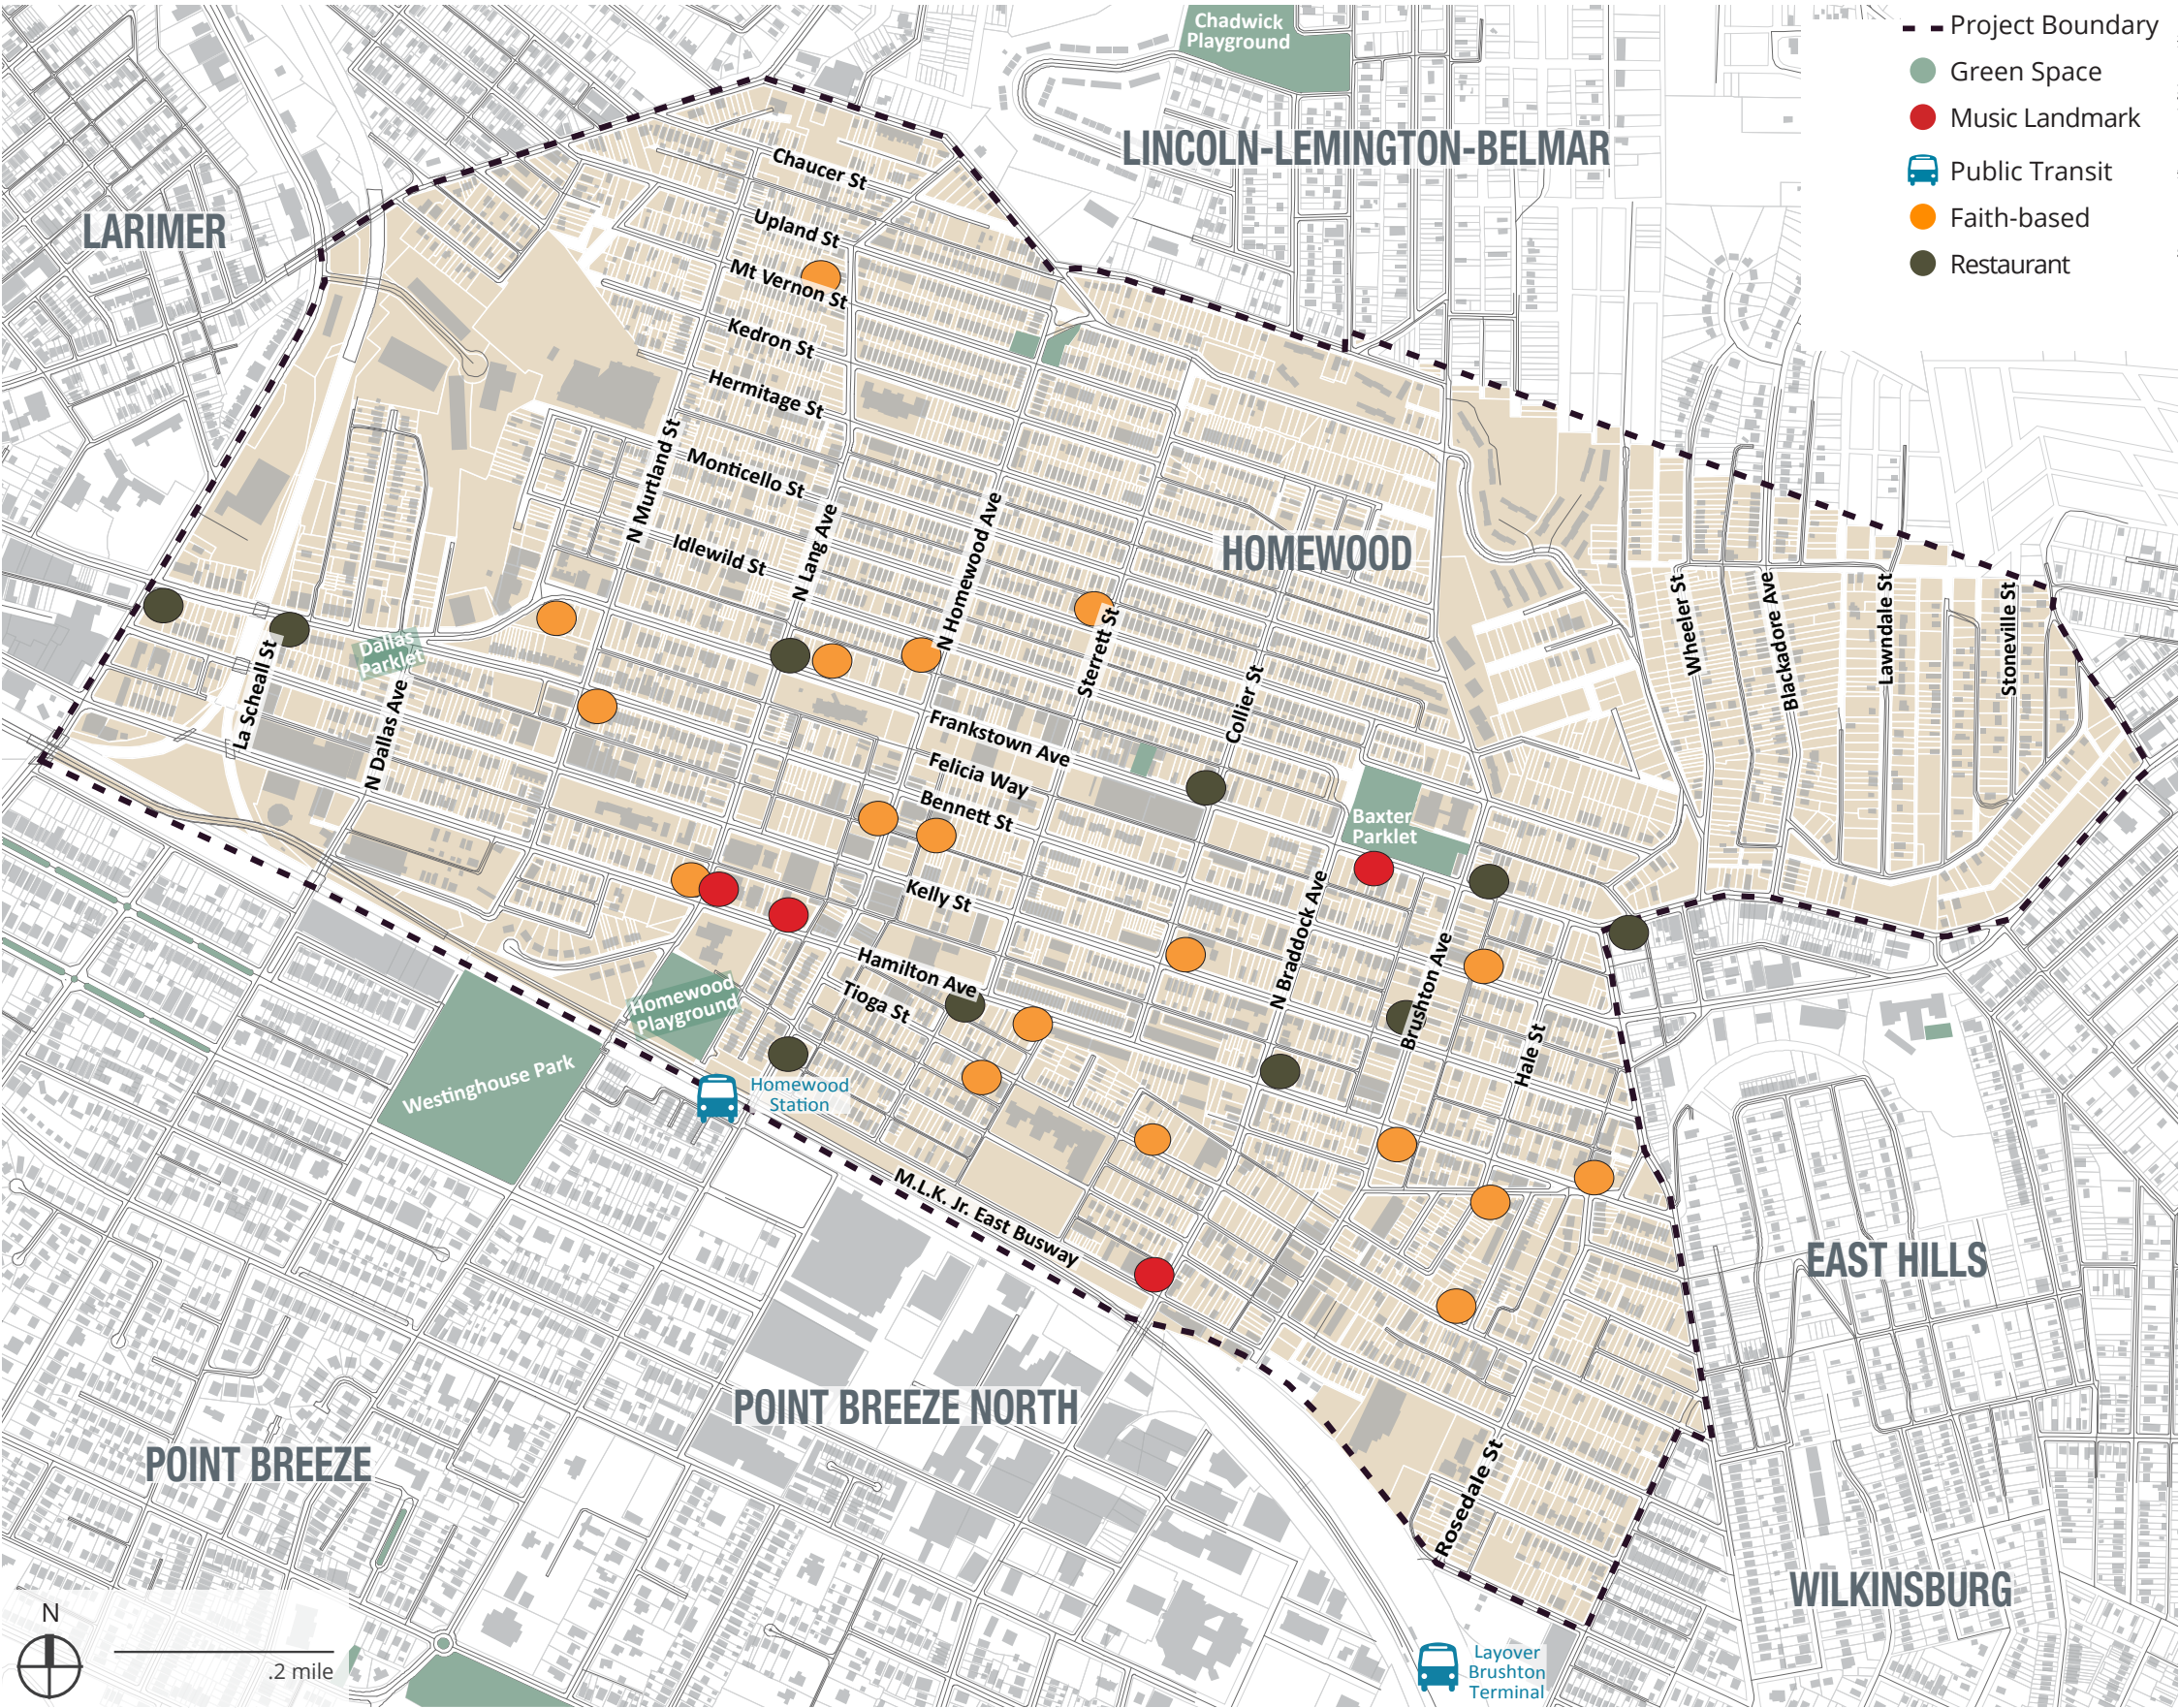 Chadwick
Playground
Project Boundary
Green Space
Music Landmark
Public Transit
Faith-based
Restaurant
LINCOLN-LEMINGTON-BELMAR
LARIMER
Chaucer St
Upland St
Mt Vernon St
Kedron St
Hermitage St
N Murtland St
Monticello St
N Lang Ave
Idlewild St
N Homewood Ave
HOMEWOOD
Sterrett St
Collier St
Wheeler St
Blackadore Ave
Lawndale St
Stoneville St
La Scheall St
Dallas
Parklet
N Dallas Ave
Frankstown Ave
Felicia Way
Bennett St
Baxter
Parklet
Kelly St
N Braddock Ave
Brushton Ave
Hamilton Ave
Tioga St
Homewood
Playground
Hale St
Westinghouse Park
Homewood
Station
M.L.K. Jr. East Busway
EAST HILLS
POINT BREEZE NORTH
POINT BREEZE
Rosedale St
WILKINSBURG
N
.2 mile
Layover
Brushton
Terminal